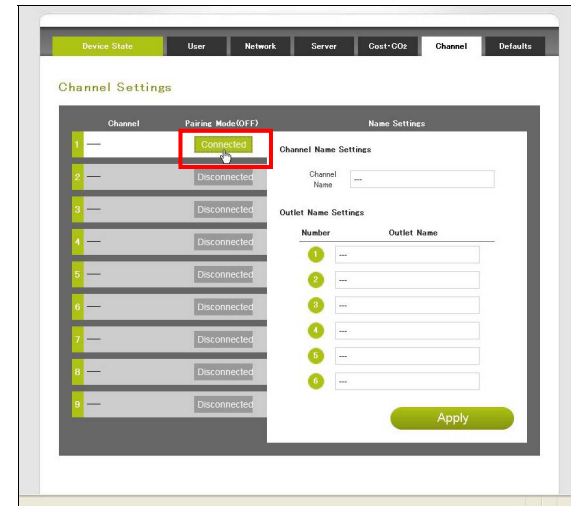 Device State User Network Server Cost・CO2 Channel Defaults
Channel Settings
Channel Pairing Mode(OFF) Name Settings
1 — Connected
2 — Disconnected
3 — Disconnected
4 — Disconnected
5 — Disconnected
6 — Disconnected
7 — Disconnected
8 — Disconnected
9 — Disconnected
Channel Name Settings
Channel Name ---
Outlet Name Settings
Number Outlet Name
1 ---
2 ---
3 ---
4 ---
5 ---
6 ---
Apply